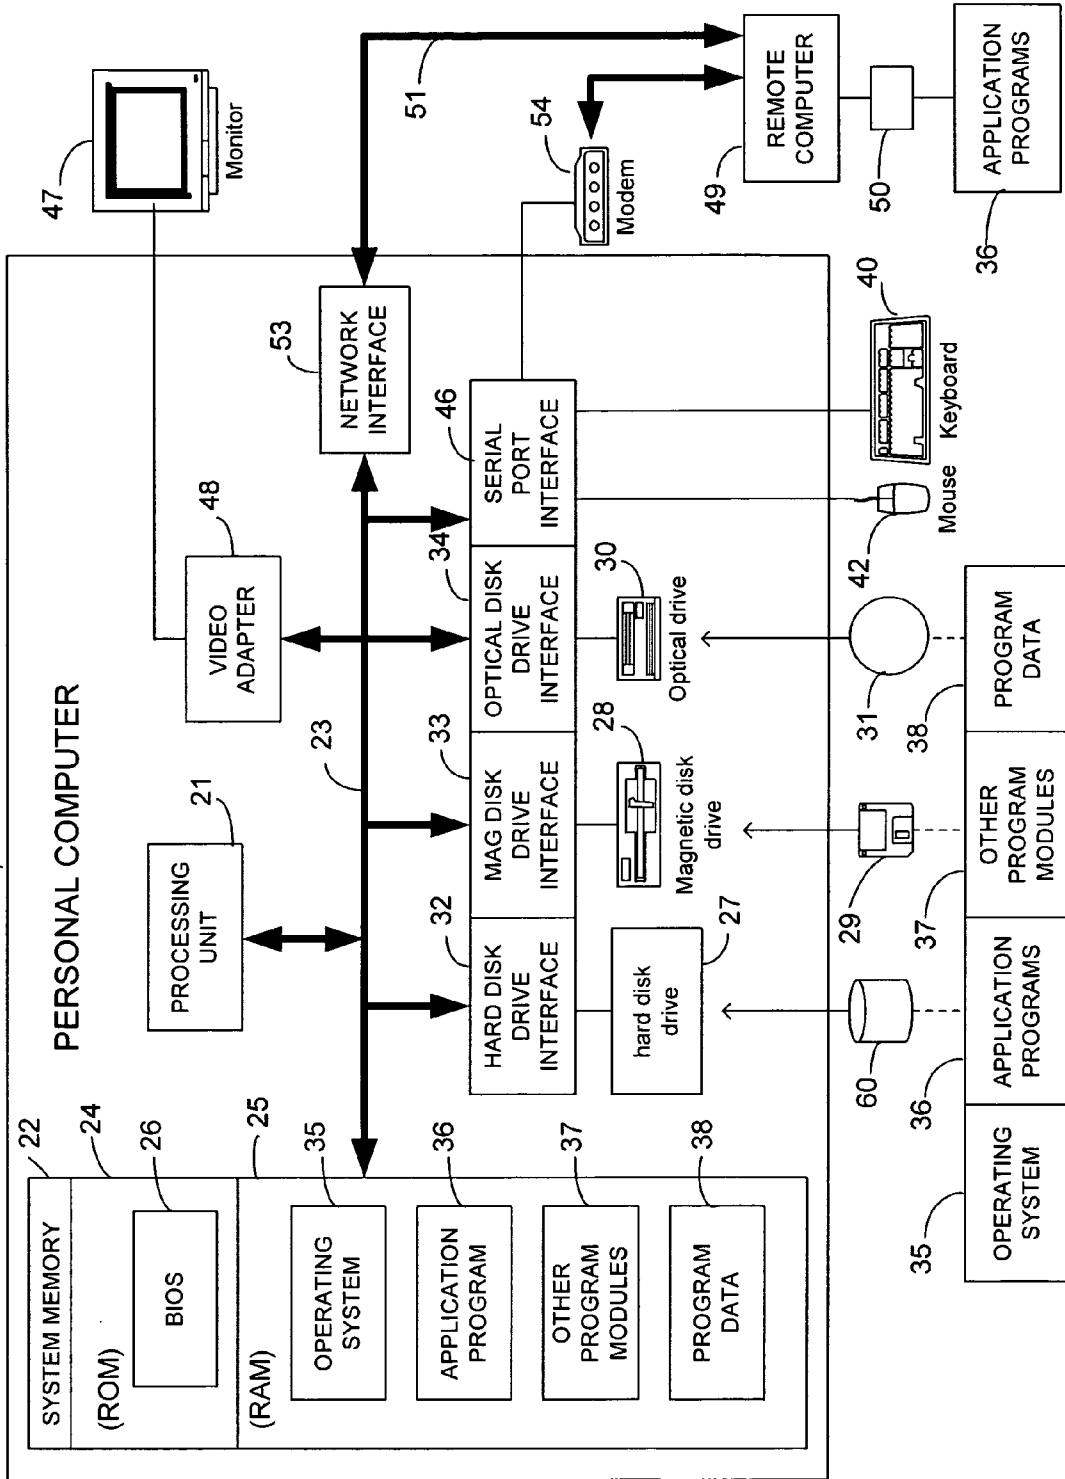 PERSONAL COMPUTER
SYSTEM MEMORY
22
(ROM)
24
BIOS
26
(RAM)
25
OPERATING
SYSTEM
35
APPLICATION
PROGRAM
36
OTHER
PROGRAM
MODULES
37
PROGRAM
DATA
38
PROCESSING
UNIT
21
23
VIDEO
ADAPTER
48
47
Monitor
NETWORK
INTERFACE
53
51
HARD DISK
DRIVE
INTERFACE
32
MAG DISK
DRIVE
INTERFACE
33
OPTICAL DISK
DRIVE
INTERFACE
34
SERIAL
PORT
INTERFACE
46
hard disk
drive
27
Magnetic disk
drive
28
Optical drive
30
54
Modem
REMOTE
COMPUTER
49
50
APPLICATION
PROGRAMS
36
60
29
31
42
Mouse
40
Keyboard
OPERATING
SYSTEM
35
APPLICATION
PROGRAMS
36
OTHER
PROGRAM
MODULES
37
PROGRAM
DATA
38